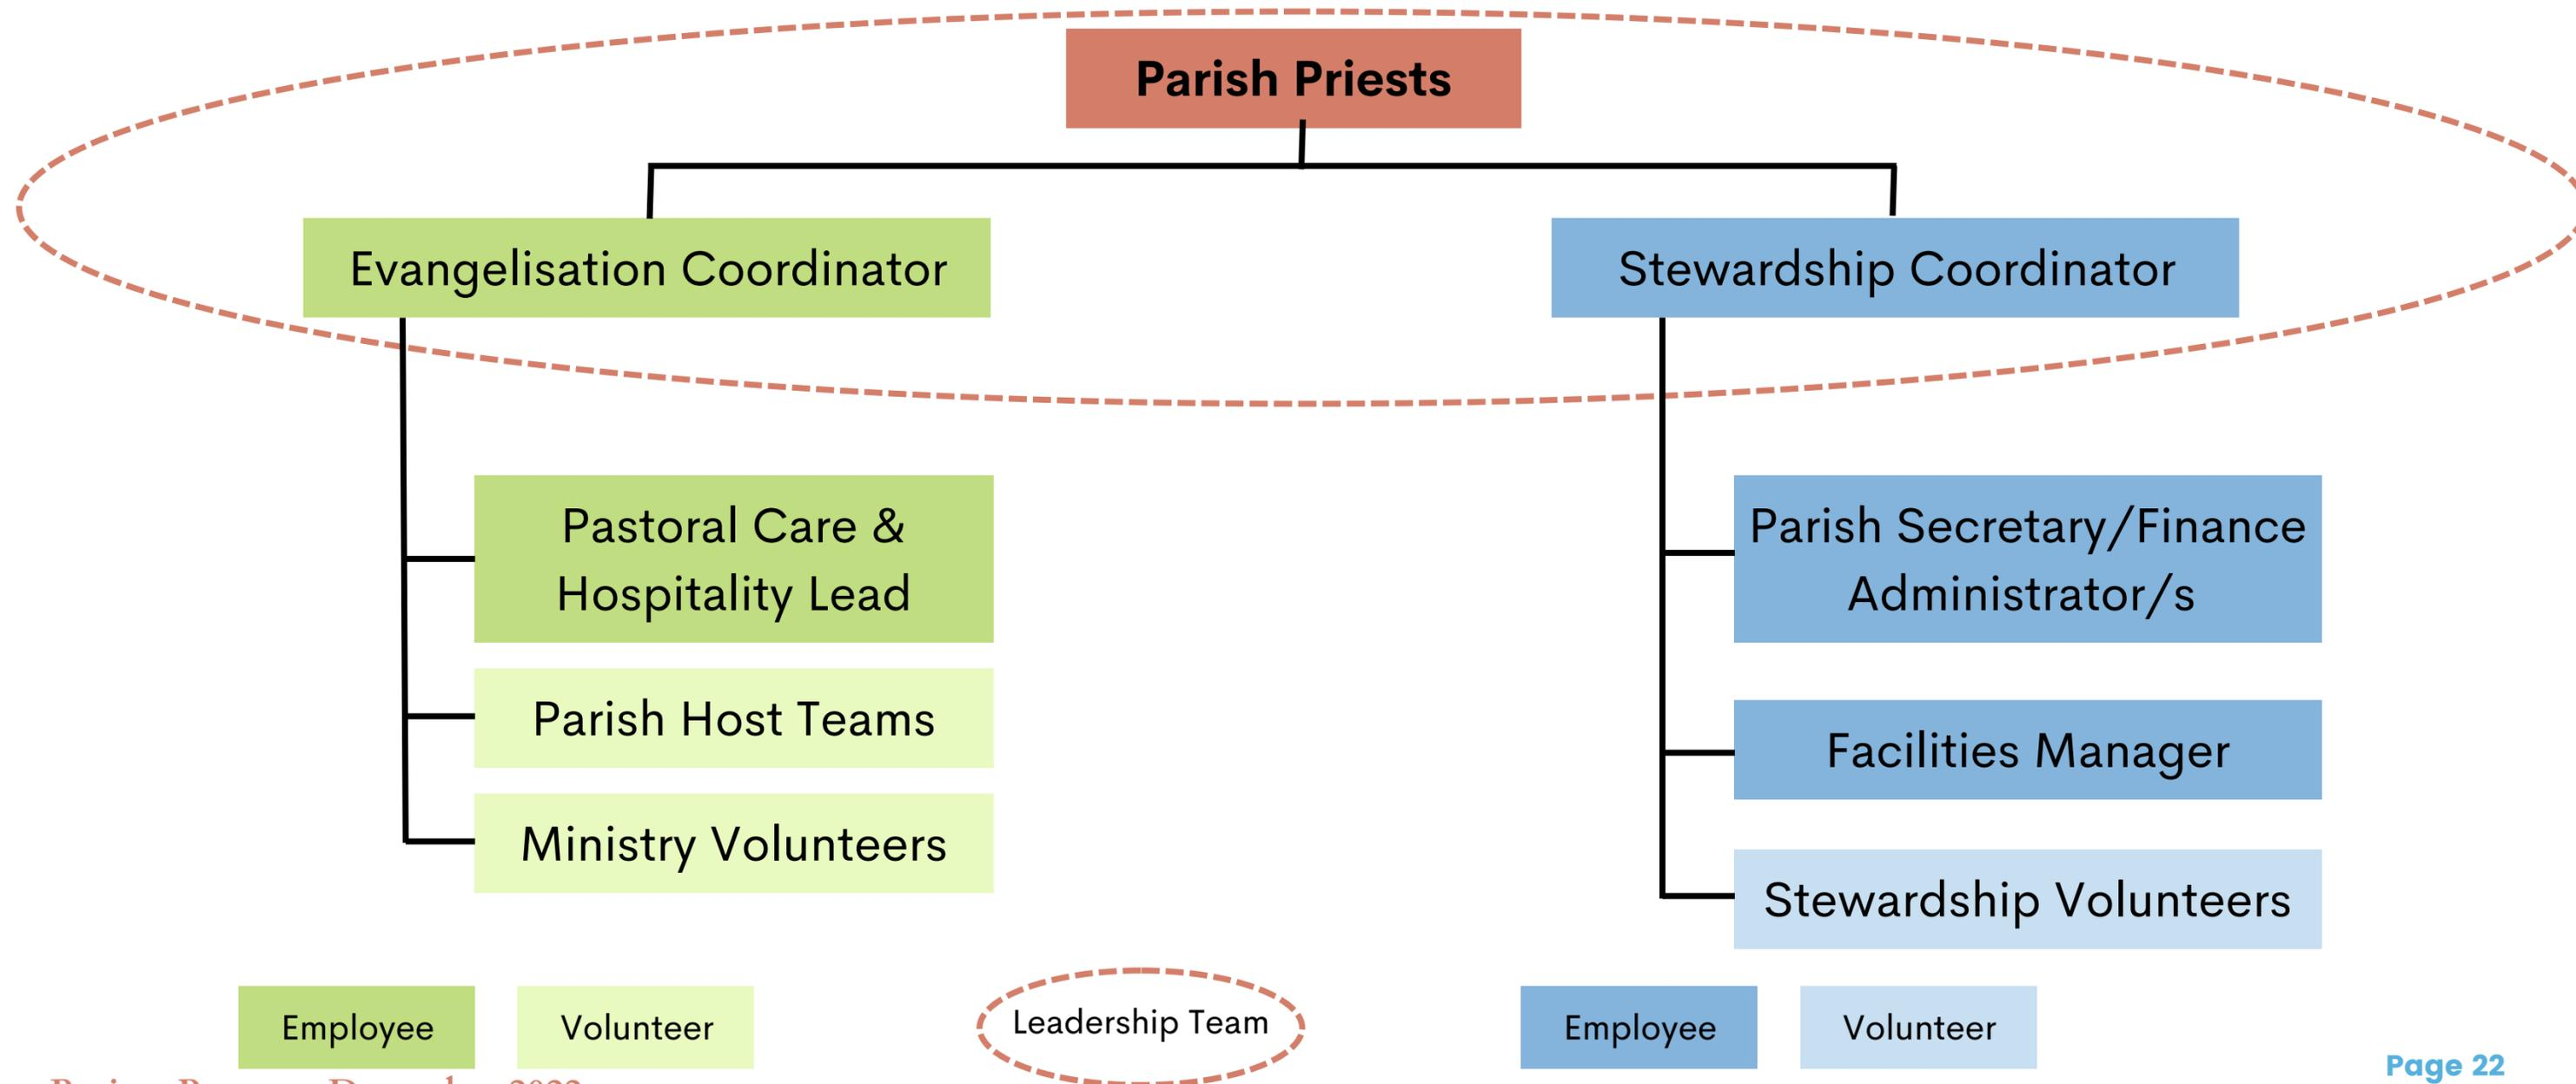 Parish Priests
Evangelisation Coordinator
Stewardship Coordinator
Pastoral Care &
Hospitality Lead
Parish Host Teams
Ministry Volunteers
Parish Secretary/Finance
Administrator/s
Facilities Manager
Stewardship Volunteers
Employee
Volunteer
Leadership Team
Employee
Volunteer
Page 22